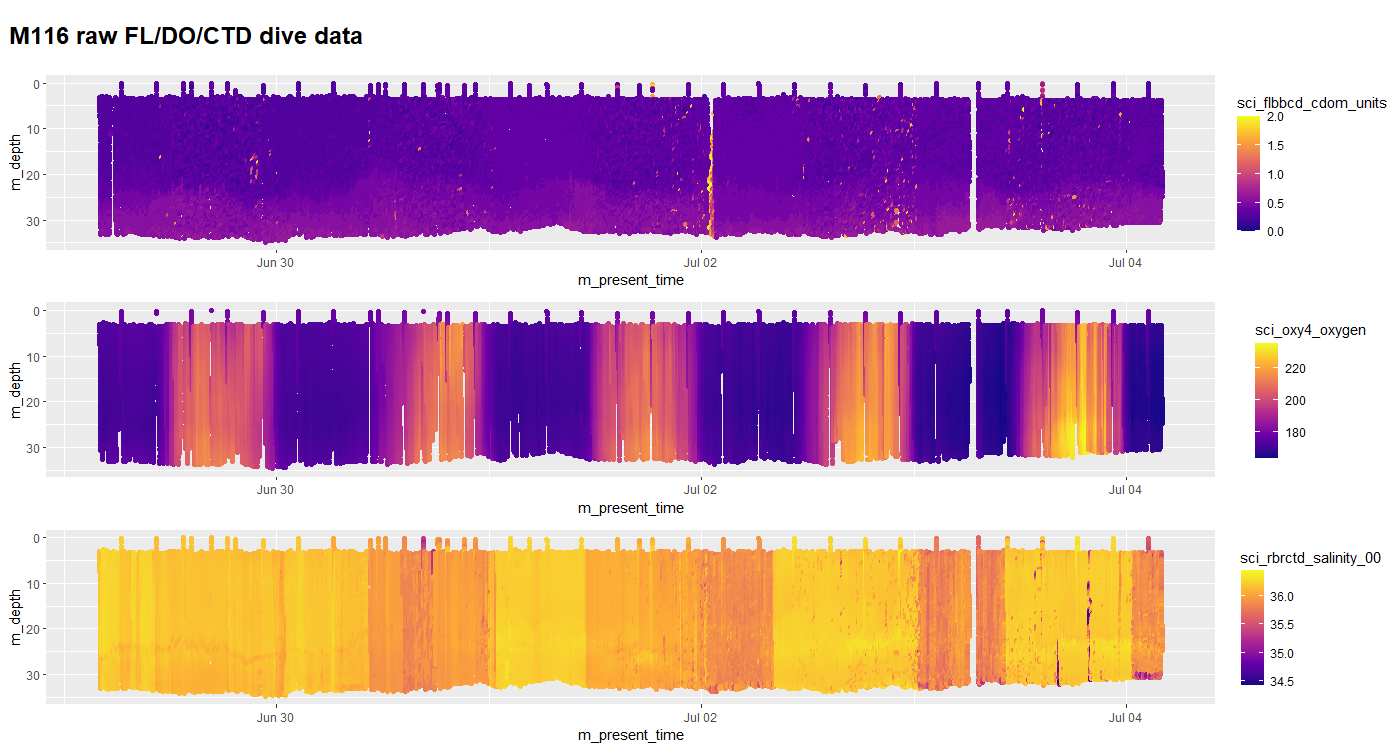 M116 raw FL/DO/CTD dive data
m_depth
0
10
20
30
Jun 30
Jul 02
Jul 04
m_present_time
sci_flbbcd_cdom_units
2.0
1.5
1.0
0.5
0.0
m_depth
0
10
20
30
Jun 30
Jul 02
Jul 04
m_present_time
sci_oxy4_oxygen
220
200
180
m_depth
0
10
20
30
Jun 30
Jul 02
Jul 04
m_present_time
sci_rbrctd_salinity_00
36.0
35.5
35.0
34.5